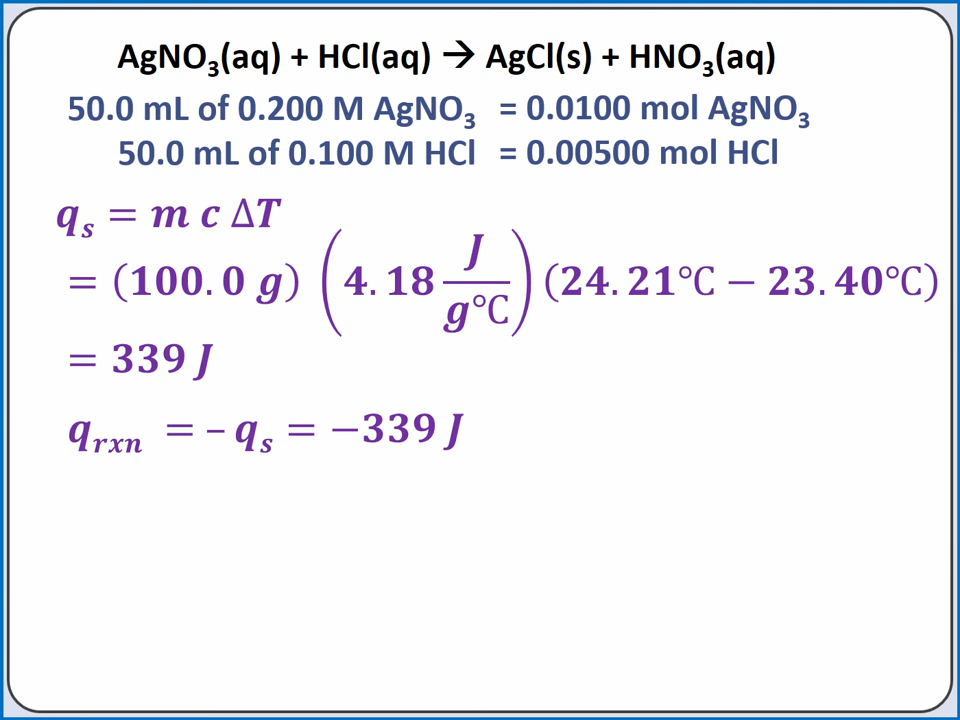 AgNO₃(aq) + HCl(aq) → AgCl(s) + HNO₃(aq)
50.0 mL of 0.200 M AgNO₃ = 0.0100 mol AgNO₃
50.0 mL of 0.100 M HCl = 0.00500 mol HCl
qₛ = m c ΔT
= (100.0 g) (4.18 J/g℃) (24.21℃ − 23.40℃)
= 339 J
q_rxn = – qₛ = −339 J